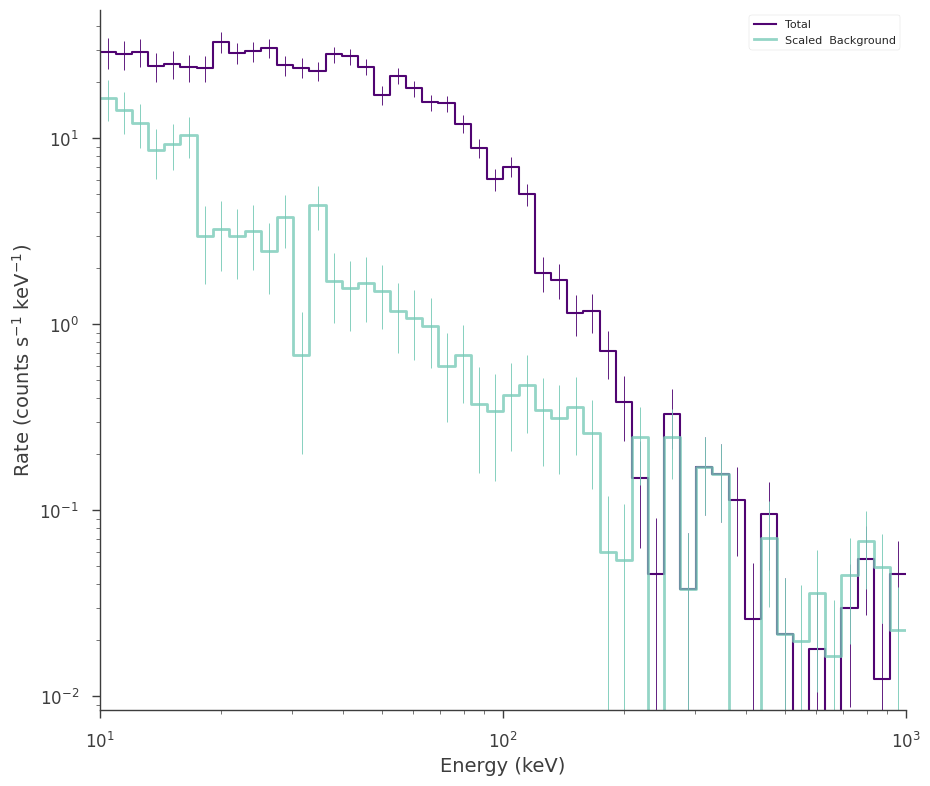 Total
Scaled  Background
Rate (counts s⁻¹ keV⁻¹)
10¹
10⁰
10⁻¹
10⁻²
10¹
10²
10³
Energy (keV)